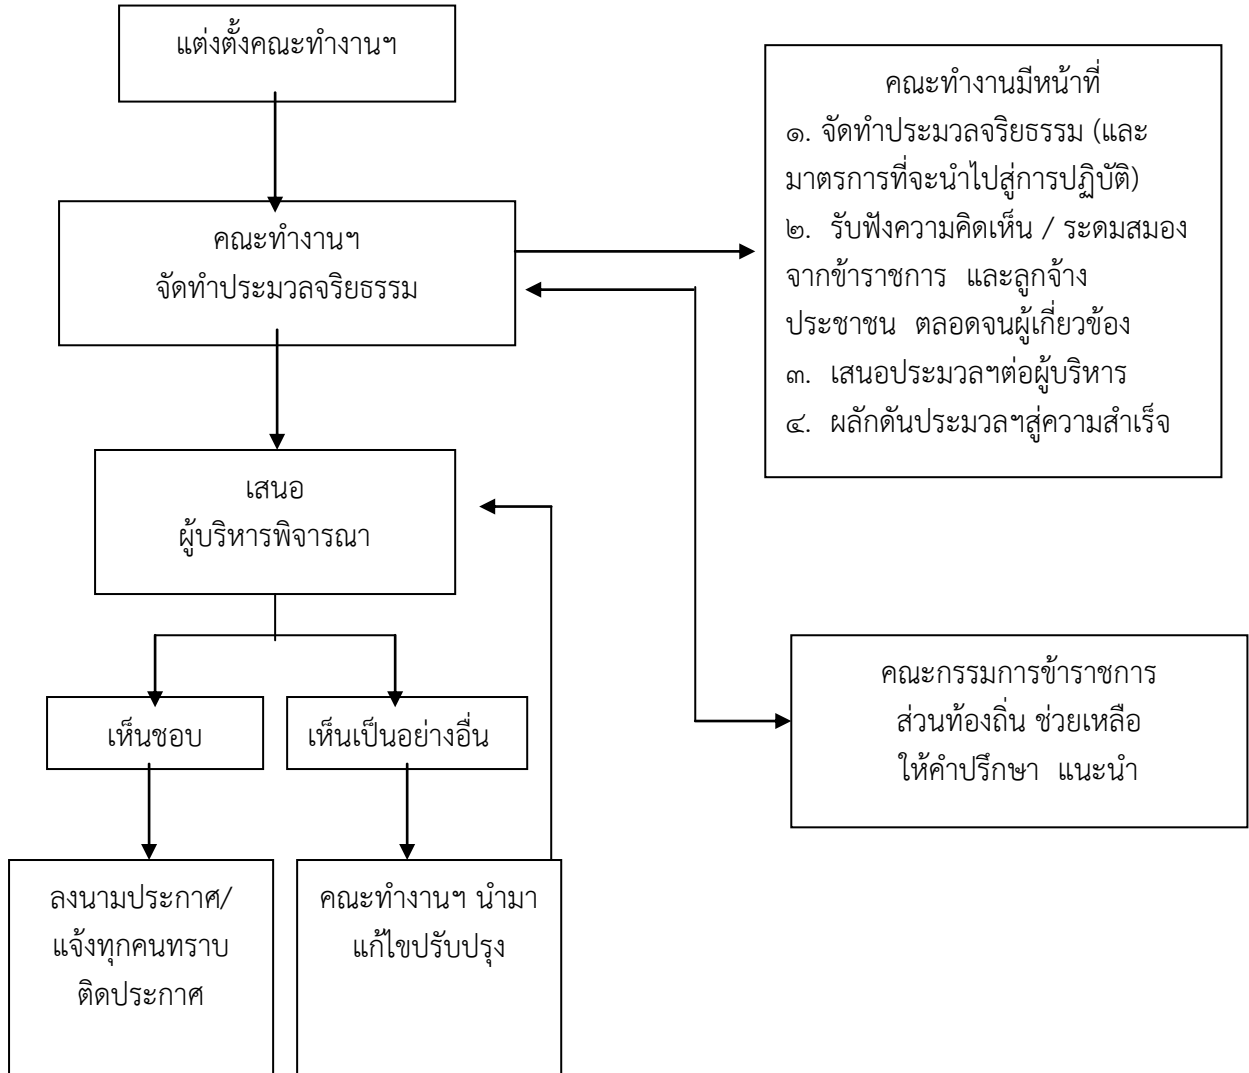 แต่งตั้งคณะทำงานฯ
คณะทำงานมีหน้าที่
๑. จัดทำประมวลจริยธรรม (และ
มาตรการที่จะนำไปสู่การปฏิบัติ)
๒. รับฟังความคิดเห็น / ระดมสมอง
จากข้าราชการ และลูกจ้าง
ประชาชน ตลอดจนผู้เกี่ยวข้อง
๓. เสนอประมวลฯต่อผู้บริหาร
๔. ผลักดันประมวลฯสู่ความสำเร็จ
คณะทำงานฯ
จัดทำประมวลจริยธรรม
เสนอ
ผู้บริหารพิจารณา
คณะกรรมการข้าราชการ
ส่วนท้องถิ่น ช่วยเหลือ
ให้คำปรึกษา แนะนำ
เห็นชอบ
เห็นเป็นอย่างอื่น
ลงนามประกาศ/
แจ้งทุกคนทราบ
ติดประกาศ
คณะทำงานฯ นำมา
แก้ไขปรับปรุง